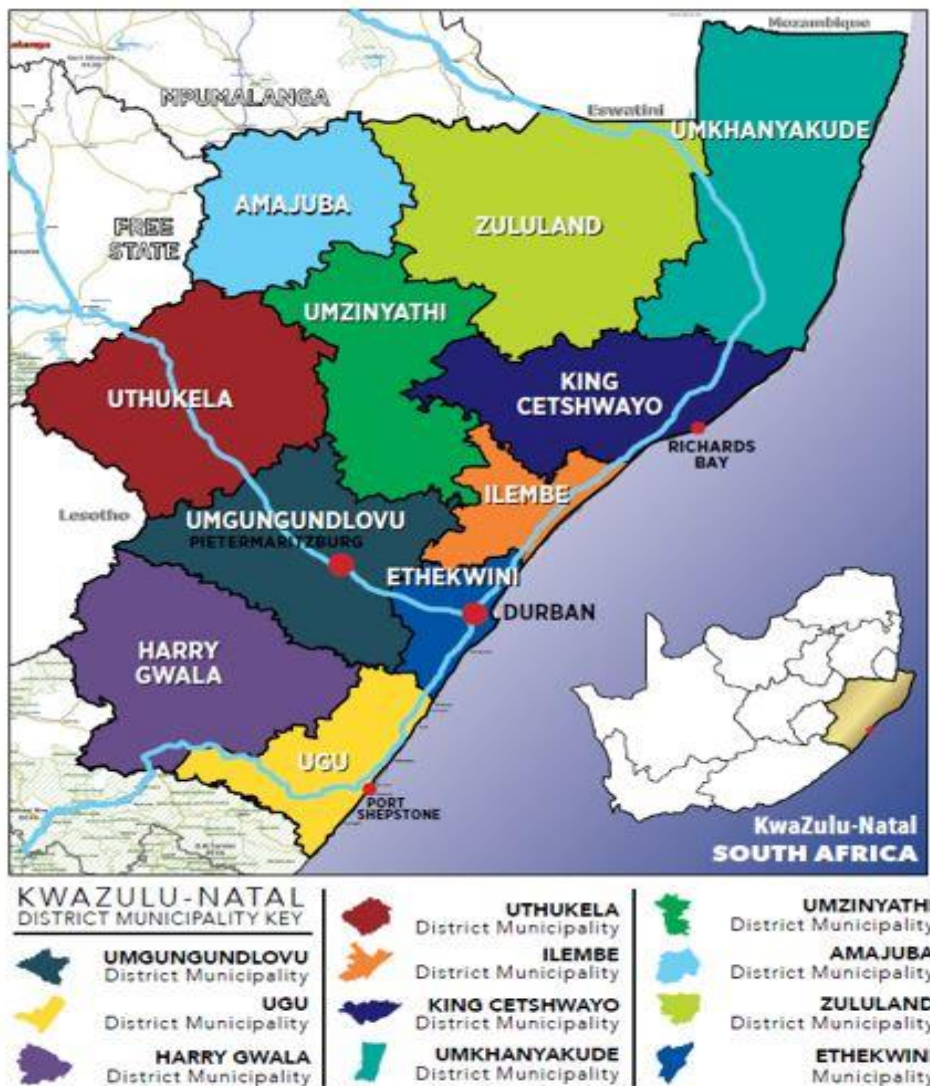 Mozambique
MPUMALANGA
Eswatini
UMKHANYAKUDE
AMAJUBA
ZULULAND
FREE
STATE
UMZINYATHI
UTHUKELA
KING
CETSHWAYO
RICHARDS
BAY
ILEMBE
Lesotho
UMGUNGUNDLOVU
PIETERMARITZBURG
ETHEKWINI
DURBAN
HARRY
GWALA
UGU
PORT
SHEPSTONE
KwaZulu-Natal
SOUTH AFRICA
KWAZULU-NATAL
DISTRICT MUNICIPALITY KEY
UMGUNGUNDLOVU
District Municipality
UGU
District Municipality
HARRY GWALA
District Municipality
UTHUKELA
District Municipality
ILEMBE
District Municipality
KING CETSHWAYO
District Municipality
UMKHANYAKUDE
District Municipality
UMZINYATHI
District Municipality
AMAJUBA
District Municipality
ZULULAND
District Municipality
ETHEKWINI
Municipality